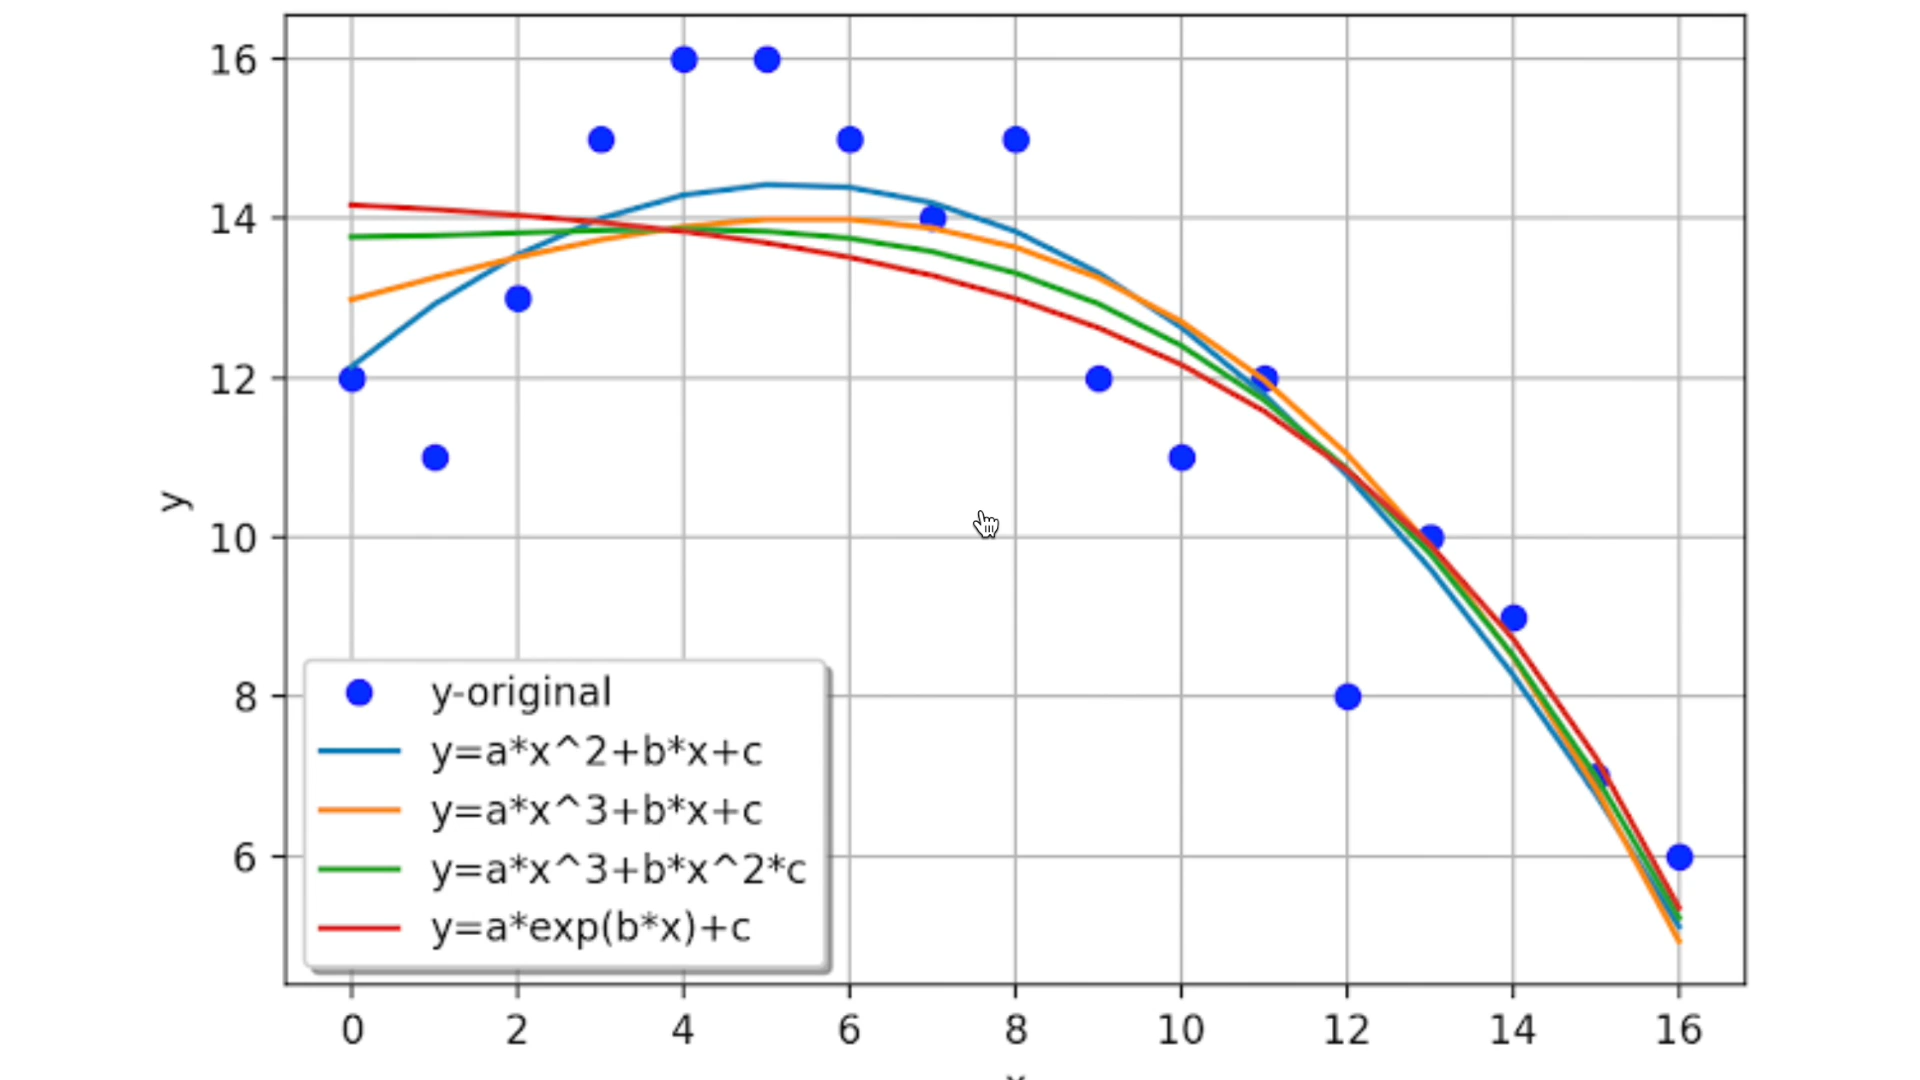 16
14
12
10
8
6
y
y-original
y=a*x^2+b*x+c
y=a*x^3+b*x+c
y=a*x^3+b*x^2*c
y=a*exp(b*x)+c
0 2 4 6 8 10 12 14 16